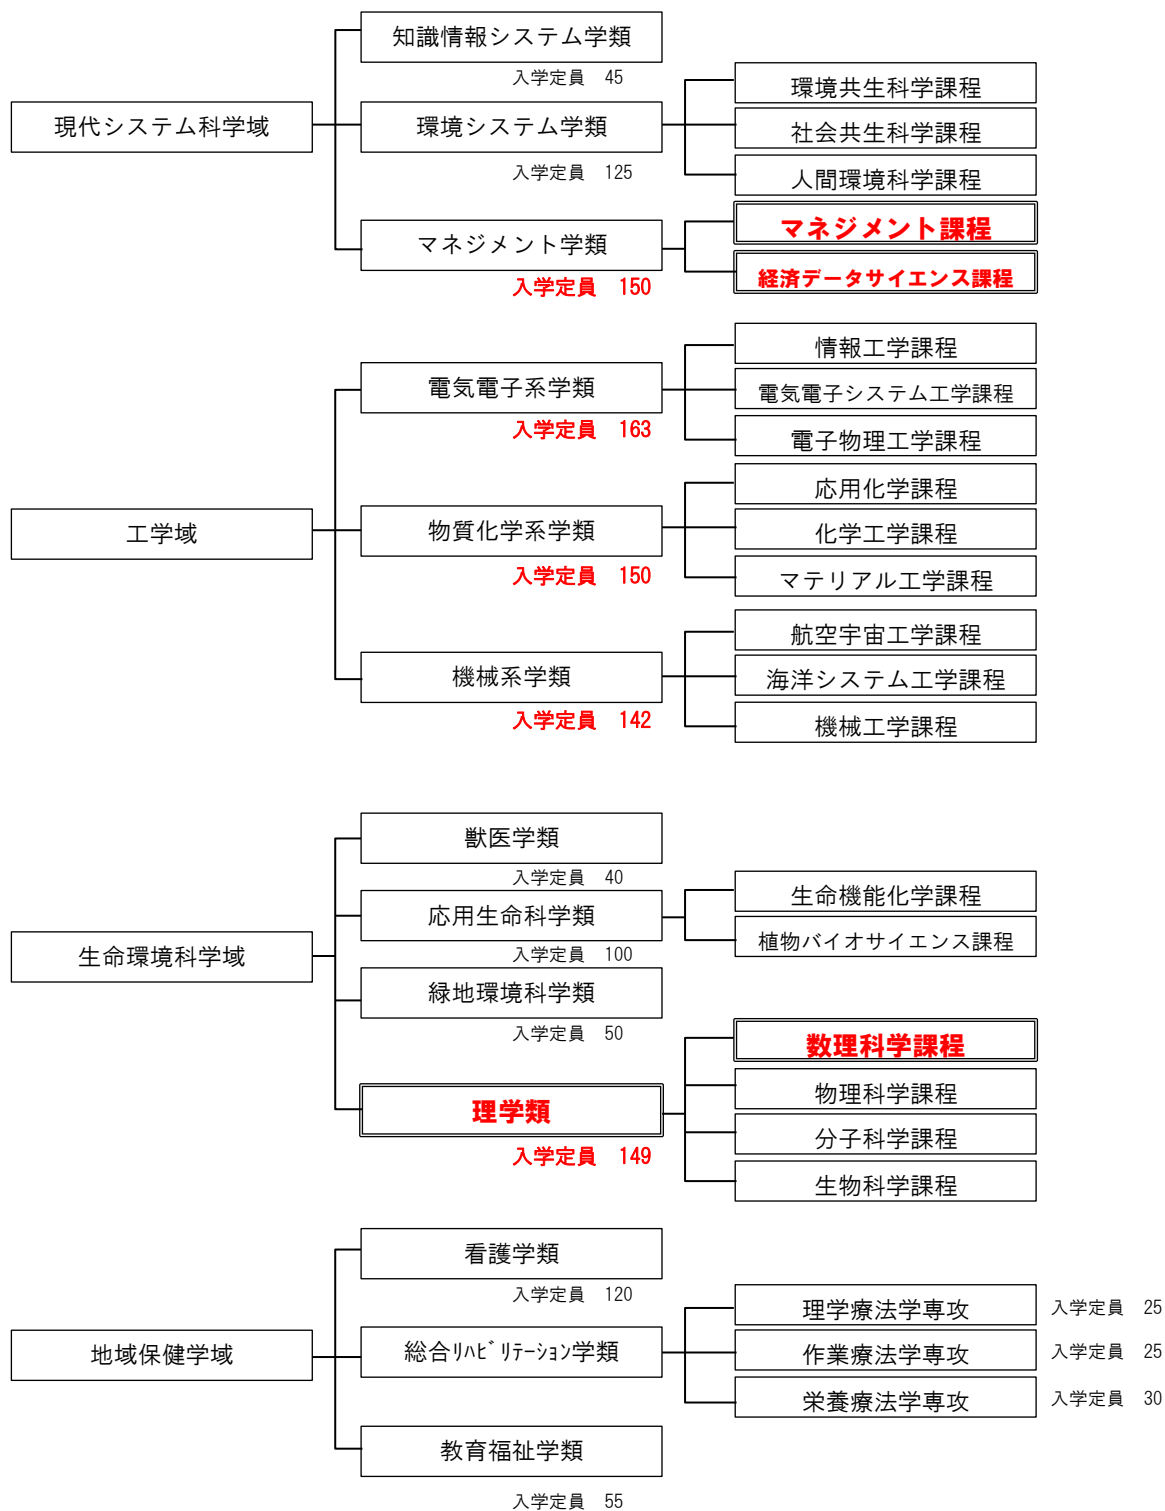 知識情報システム学類
入学定員　45
現代システム科学域
環境システム学類
入学定員　125
環境共生科学課程
社会共生科学課程
人間環境科学課程
マネジメント学類
入学定員　150
マネジメント課程
経済データサイエンス課程
工学域
電気電子系学類
入学定員　163
情報工学課程
電気電子システム工学課程
電子物理工学課程
物質化学系学類
入学定員　150
応用化学課程
化学工学課程
マテリアル工学課程
機械系学類
入学定員　142
航空宇宙工学課程
海洋システム工学課程
機械工学課程
生命環境科学域
獣医学類
入学定員　40
応用生命科学類
入学定員　100
生命機能化学課程
植物バイオサイエンス課程
緑地環境科学類
入学定員　50
理学類
入学定員　149
数理科学課程
物理科学課程
分子科学課程
生物科学課程
地域保健学域
看護学類
入学定員　120
総合ﾘﾊﾋﾞﾘﾃｰｼｮﾝ学類
理学療法学専攻　入学定員　25
作業療法学専攻　入学定員　25
栄養療法学専攻　入学定員　30
教育福祉学類
入学定員　55